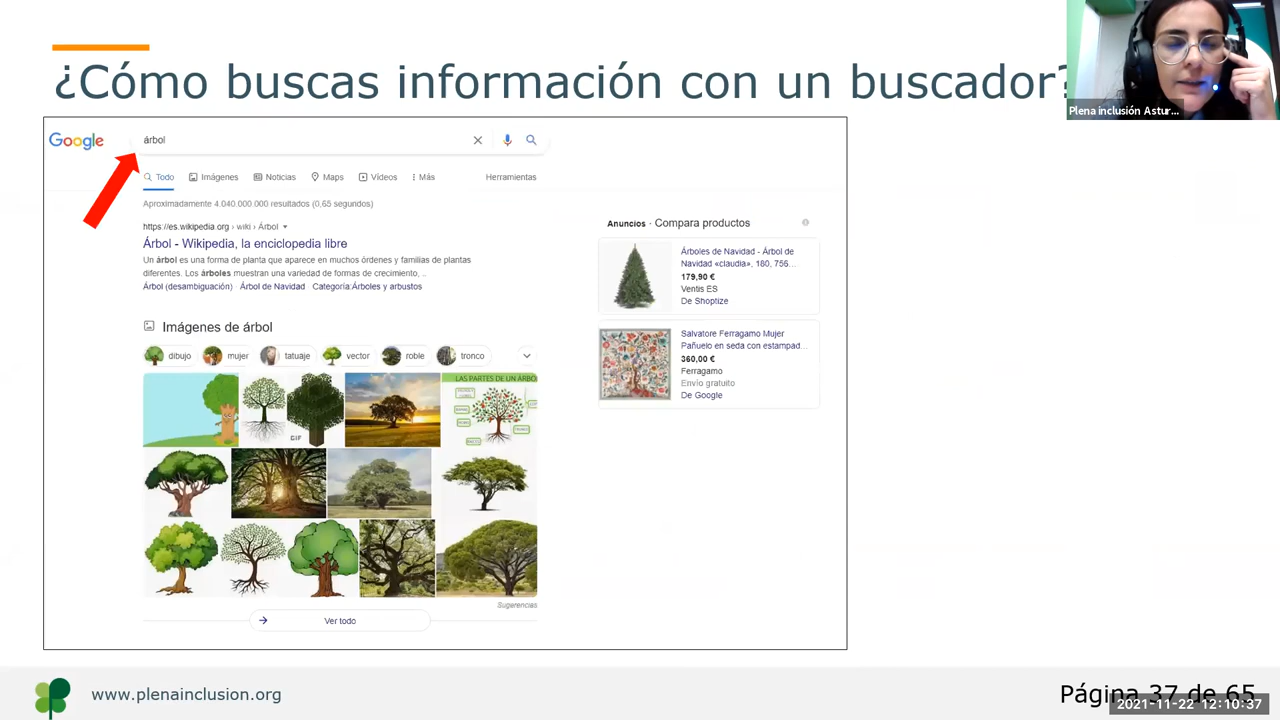 ¿Cómo buscas información con un buscador?
Plena inclusión Astur...
Google
árbol
Todo
Imágenes
Noticias
Maps
Vídeos
Más
Herramientas
Aproximadamente 4.040.000.000 resultados (0,65 segundos)
https://es.wikipedia.org › wiki › Árbol
Árbol - Wikipedia, la enciclopedia libre
Un árbol es una forma de planta que aparece en muchos órdenes y familias de plantas
diferentes. Los árboles muestran una variedad de formas de crecimiento, ..
Árbol (desambiguación) · Árbol de Navidad · Categoría:Árboles y arbustos
Anuncios · Compara productos
Árboles de Navidad - Árbol de
Navidad «claudia», 180, 756...
179,90 €
Ventis ES
De Shoptize
Salvatore Ferragamo Mujer
Pañuelo en seda con estampad...
360,00 €
Ferragamo
Envío gratuito
De Google
Imágenes de árbol
dibujo
mujer
tatuaje
vector
roble
tronco
LAS PARTES DE UN ÁRBO
GIF
Sugerencias
Ver todo
www.plenainclusion.org
Página 37 de 65
2021-11-22 12:10:37